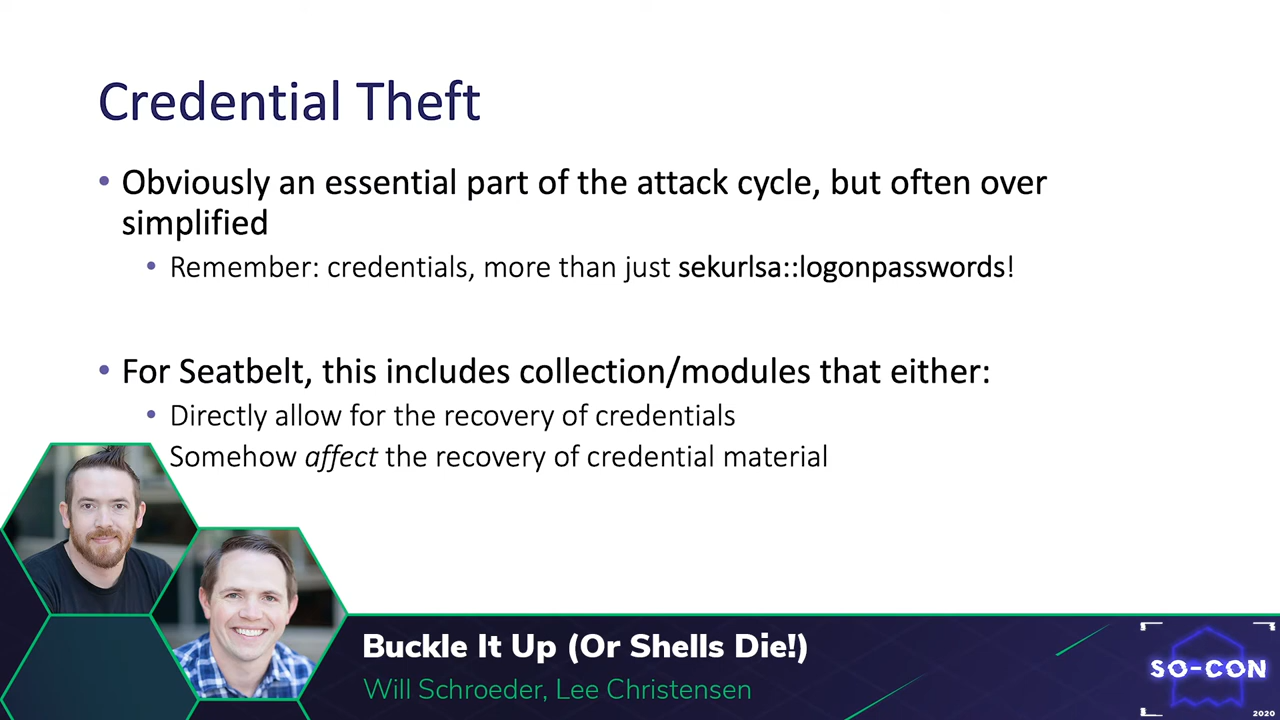 Credential Theft
• Obviously an essential part of the attack cycle, but often over
simplified
• Remember: credentials, more than just sekurlsa::logonpasswords!
• For Seatbelt, this includes collection/modules that either:
• Directly allow for the recovery of credentials
Somehow affect the recovery of credential material
Buckle It Up (Or Shells Die!)
Will Schroeder, Lee Christensen
SO-CON
2020